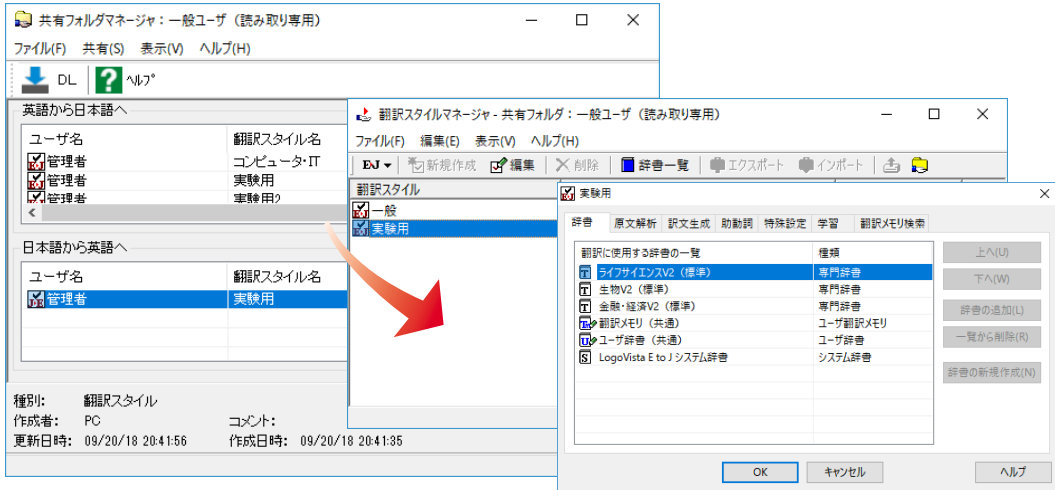 共有フォルダマネージャ：一般ユーザ（読み取り専用）
ファイル(F) 共有(S) 表示(V) ヘルプ(H)
DL ヘルプ
英語から日本語へ
ユーザ名 翻訳スタイル名
管理者 コンピュータ・IT
管理者 実験用
管理者 実験用2
日本語から英語へ
ユーザ名 翻訳スタイル名
管理者 実験用
種別: 翻訳スタイル
作成者: PC コメント:
更新日時: 09/20/18 20:41:56 作成日時: 09/20/18 20:41:35
翻訳スタイルマネージャ - 共有フォルダ：一般ユーザ（読み取り専用）
ファイル(F) 編集(E) 表示(V) ヘルプ(H)
EJ 新規作成 編集 削除 辞書一覧 エクスポート インポート
翻訳スタイル
一般
実験用
実験用
辞書 原文解析 訳文生成 助動詞 特殊設定 学習 翻訳メモリ検索
翻訳に使用する辞書の一覧 種類
ライフサイエンスV2（標準） 専門辞書
生物V2（標準） 専門辞書
金融・経済V2（標準） 専門辞書
翻訳メモリ（共通） ユーザ翻訳メモリ
ユーザ辞書（共通） ユーザ辞書
LogoVista E to J システム辞書 システム辞書
上へ(U)
下へ(W)
辞書の追加(L)
一覧から削除(R)
辞書の新規作成(N)
OK キャンセル ヘルプ